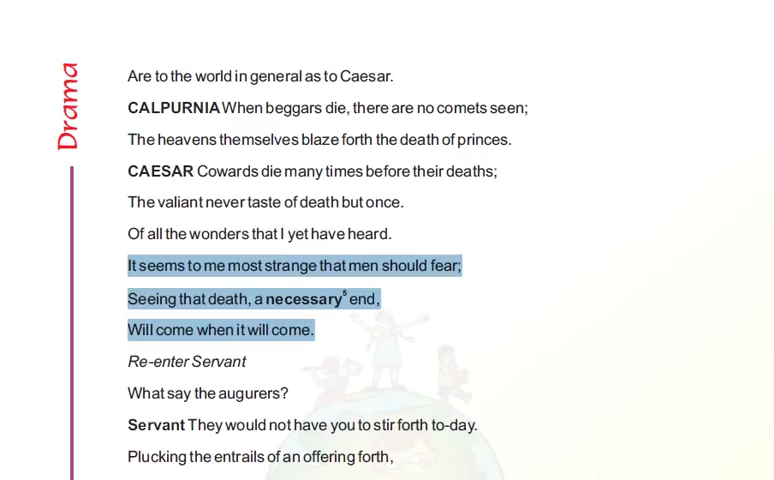 Drama
Are to the world in general as to Caesar.
CALPURNIA When beggars die, there are no comets seen;
The heavens themselves blaze forth the death of princes.
CAESAR Cowards die many times before their deaths;
The valiant never taste of death but once.
Of all the wonders that I yet have heard.
It seems to me most strange that men should fear;
Seeing that death, a necessary⁵ end,
Will come when it will come.
Re-enter Servant
What say the augurers?
Servant They would not have you to stir forth to-day.
Plucking the entrails of an offering forth,